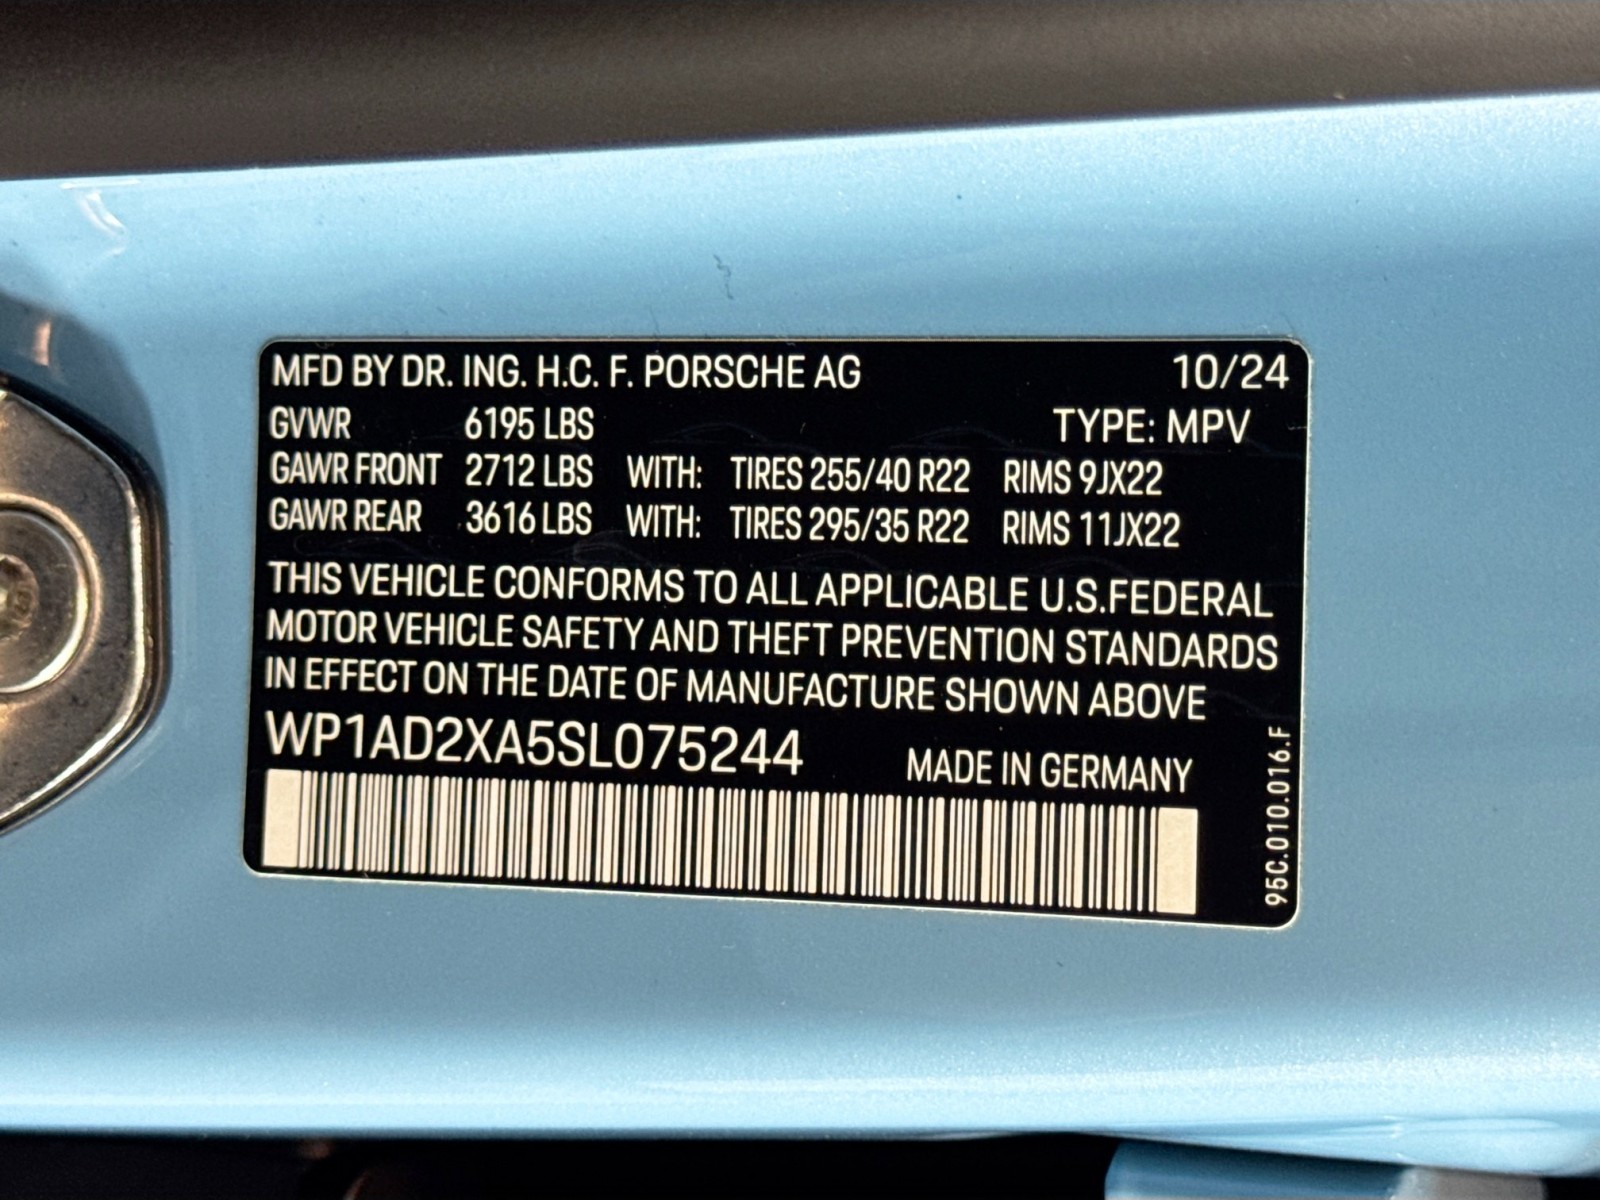 MFD BY DR. ING. H.C. F. PORSCHE AG 10/24
GVWR 6195 LBS TYPE: MPV
GAWR FRONT 2712 LBS WITH: TIRES 255/40 R22 RIMS 9JX22
GAWR REAR 3616 LBS WITH: TIRES 295/35 R22 RIMS 11JX22
THIS VEHICLE CONFORMS TO ALL APPLICABLE U.S.FEDERAL
MOTOR VEHICLE SAFETY AND THEFT PREVENTION STANDARDS
IN EFFECT ON THE DATE OF MANUFACTURE SHOWN ABOVE
WP1AD2XA5SL075244 MADE IN GERMANY
95C.010.016.F